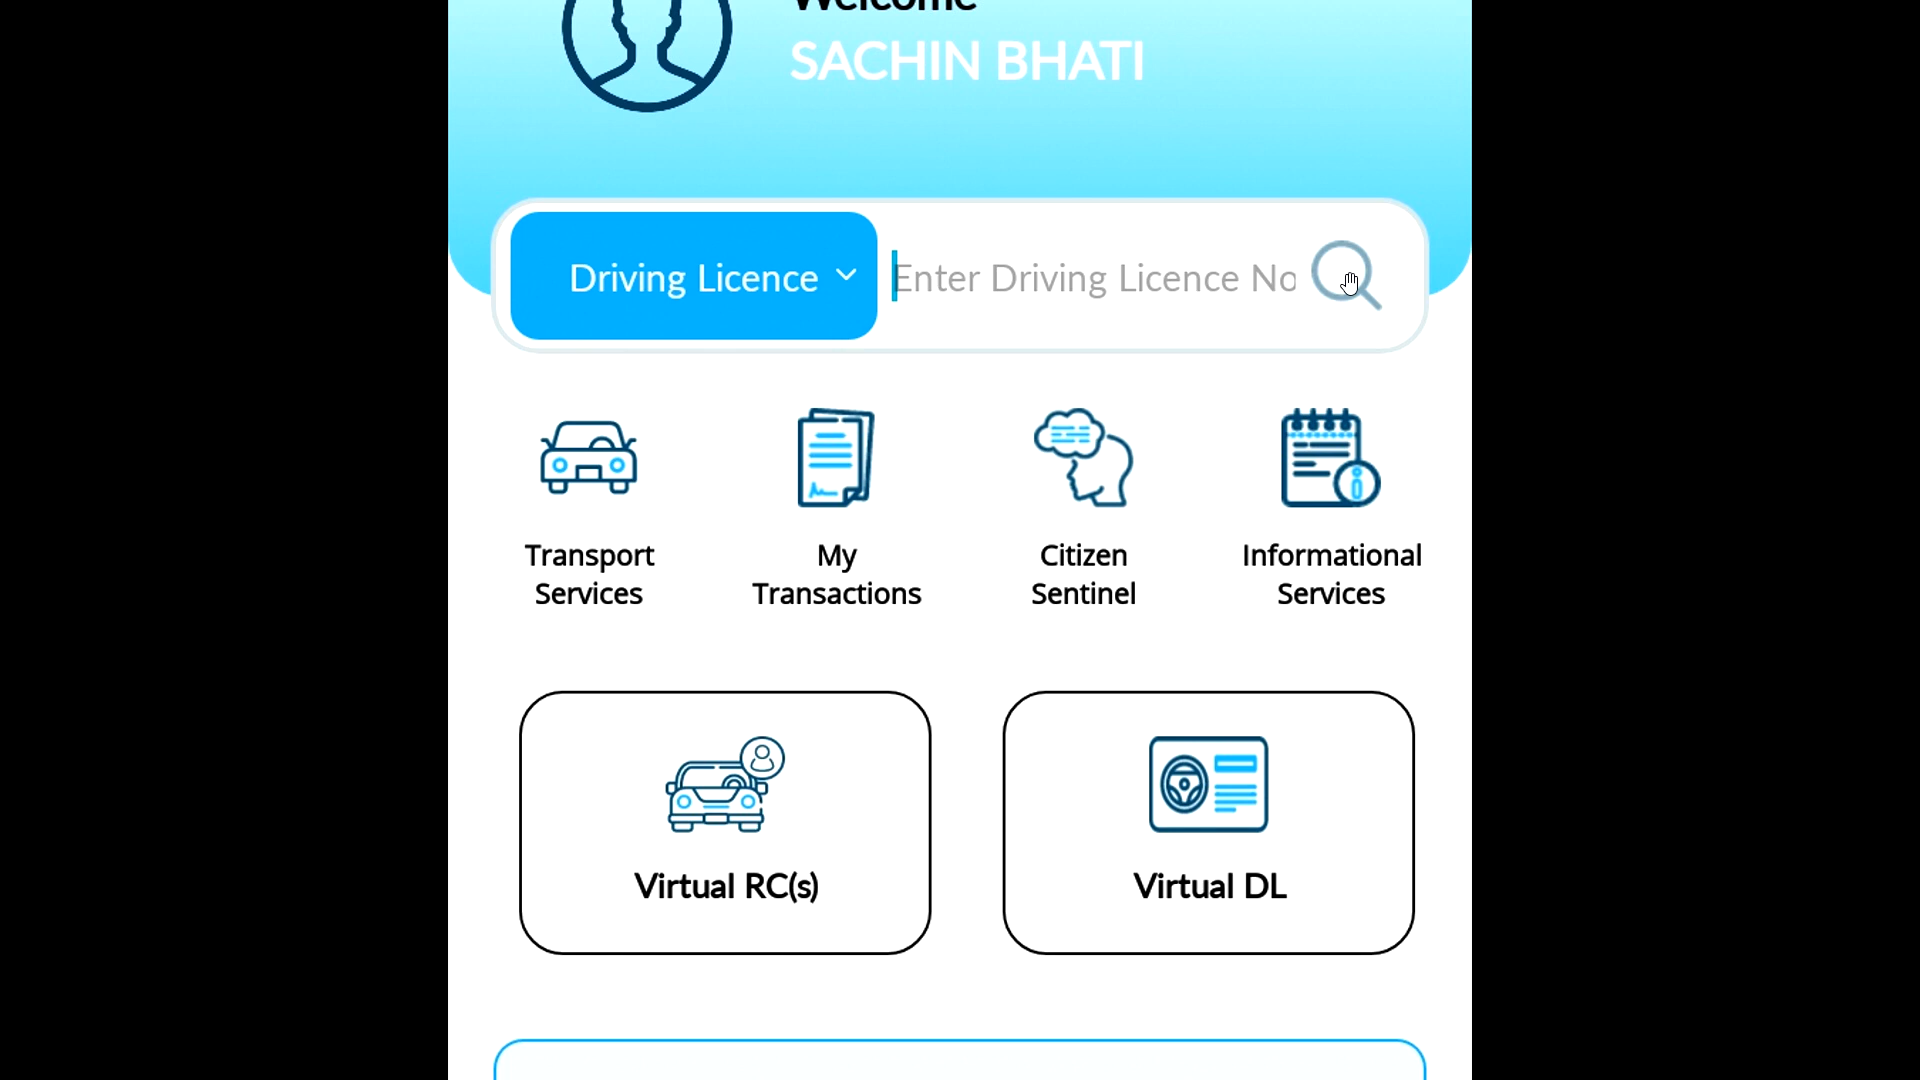 Welcome
SACHIN BHATI
Driving Licence
Enter Driving Licence No
Transport
Services
My
Transactions
Citizen
Sentinel
Informational
Services
Virtual RC(s)
Virtual DL